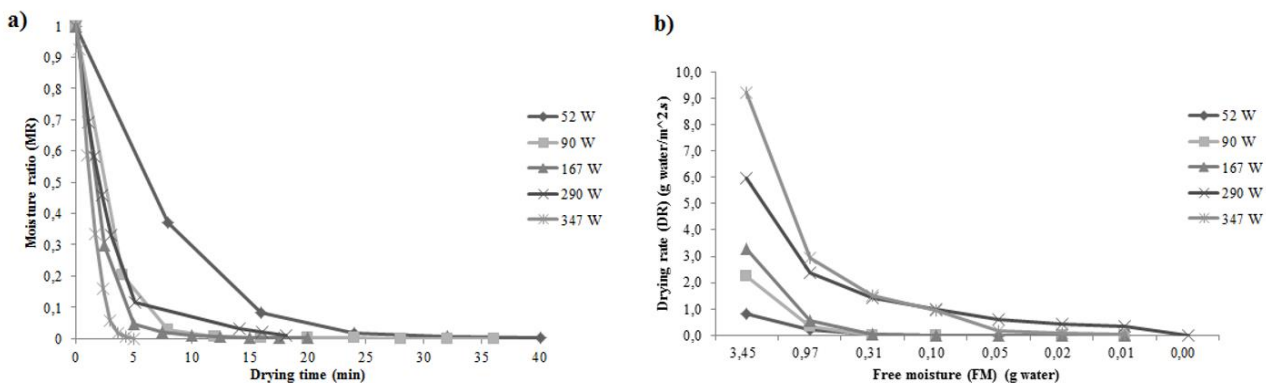 a)
1
0,9
0,8
0,7
0,6
0,5
0,4
0,3
0,2
0,1
0
Moisture ratio (MR)
0 5 10 15 20 25 30 35 40
Drying time (min)
52 W
90 W
167 W
290 W
347 W
b)
10,0
9,0
8,0
7,0
6,0
5,0
4,0
3,0
2,0
1,0
0,0
Drying rate (DR) (g water/m^2.s)
3,45 0,97 0,31 0,10 0,05 0,02 0,01 0,00
Free moisture (FM) (g water)
52 W
90 W
167 W
290 W
347 W